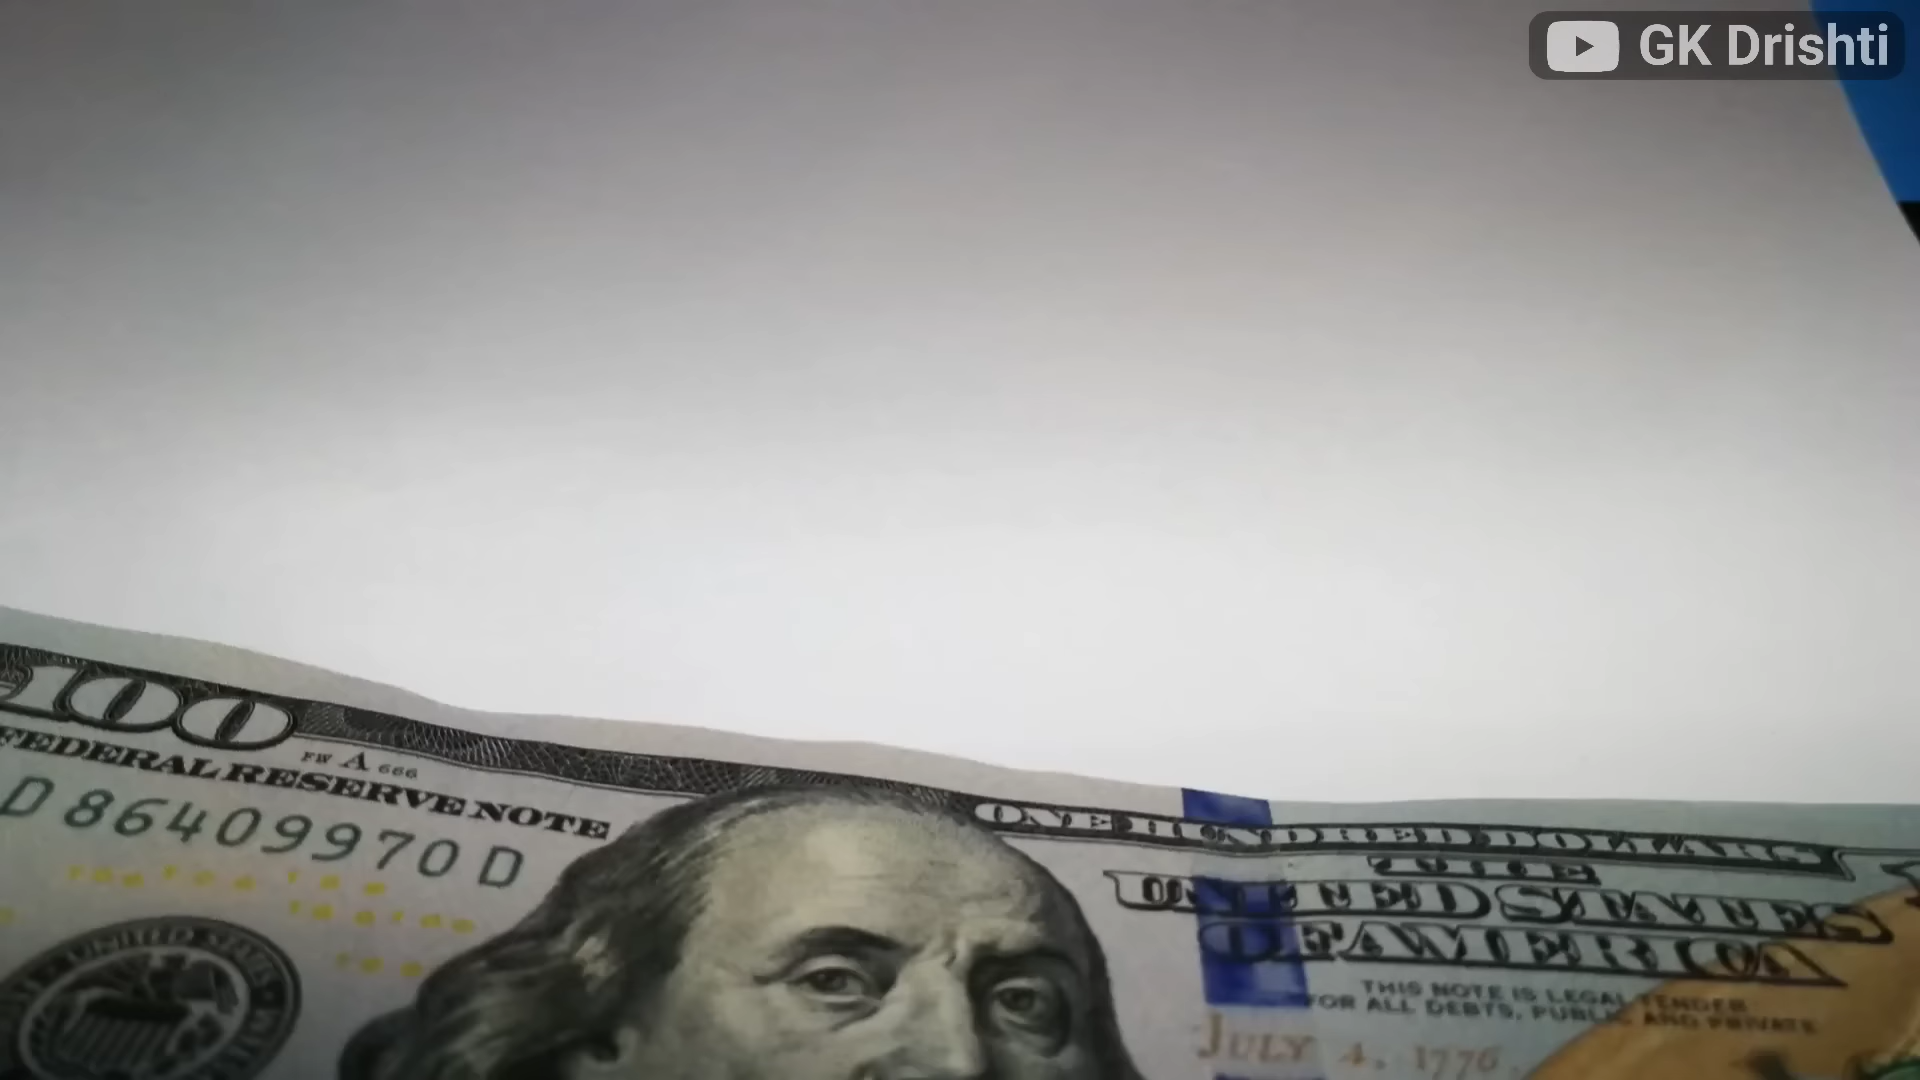 GK Drishti
100
FW A 666
FEDERAL RESERVE NOTE
D 86409970 D
ONE HUNDRED DOLLARS
THE
UNITED STATES
OF AMERICA
THIS NOTE IS LEGAL TENDER
FOR ALL DEBTS, PUBLIC AND PRIVATE
JULY 4, 1776